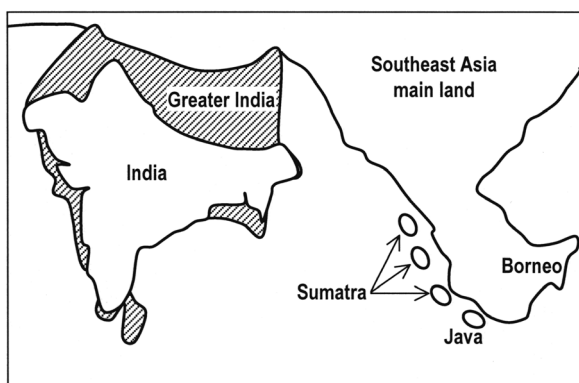 Southeast Asia
main land
Greater India
India
Sumatra
Borneo
Java